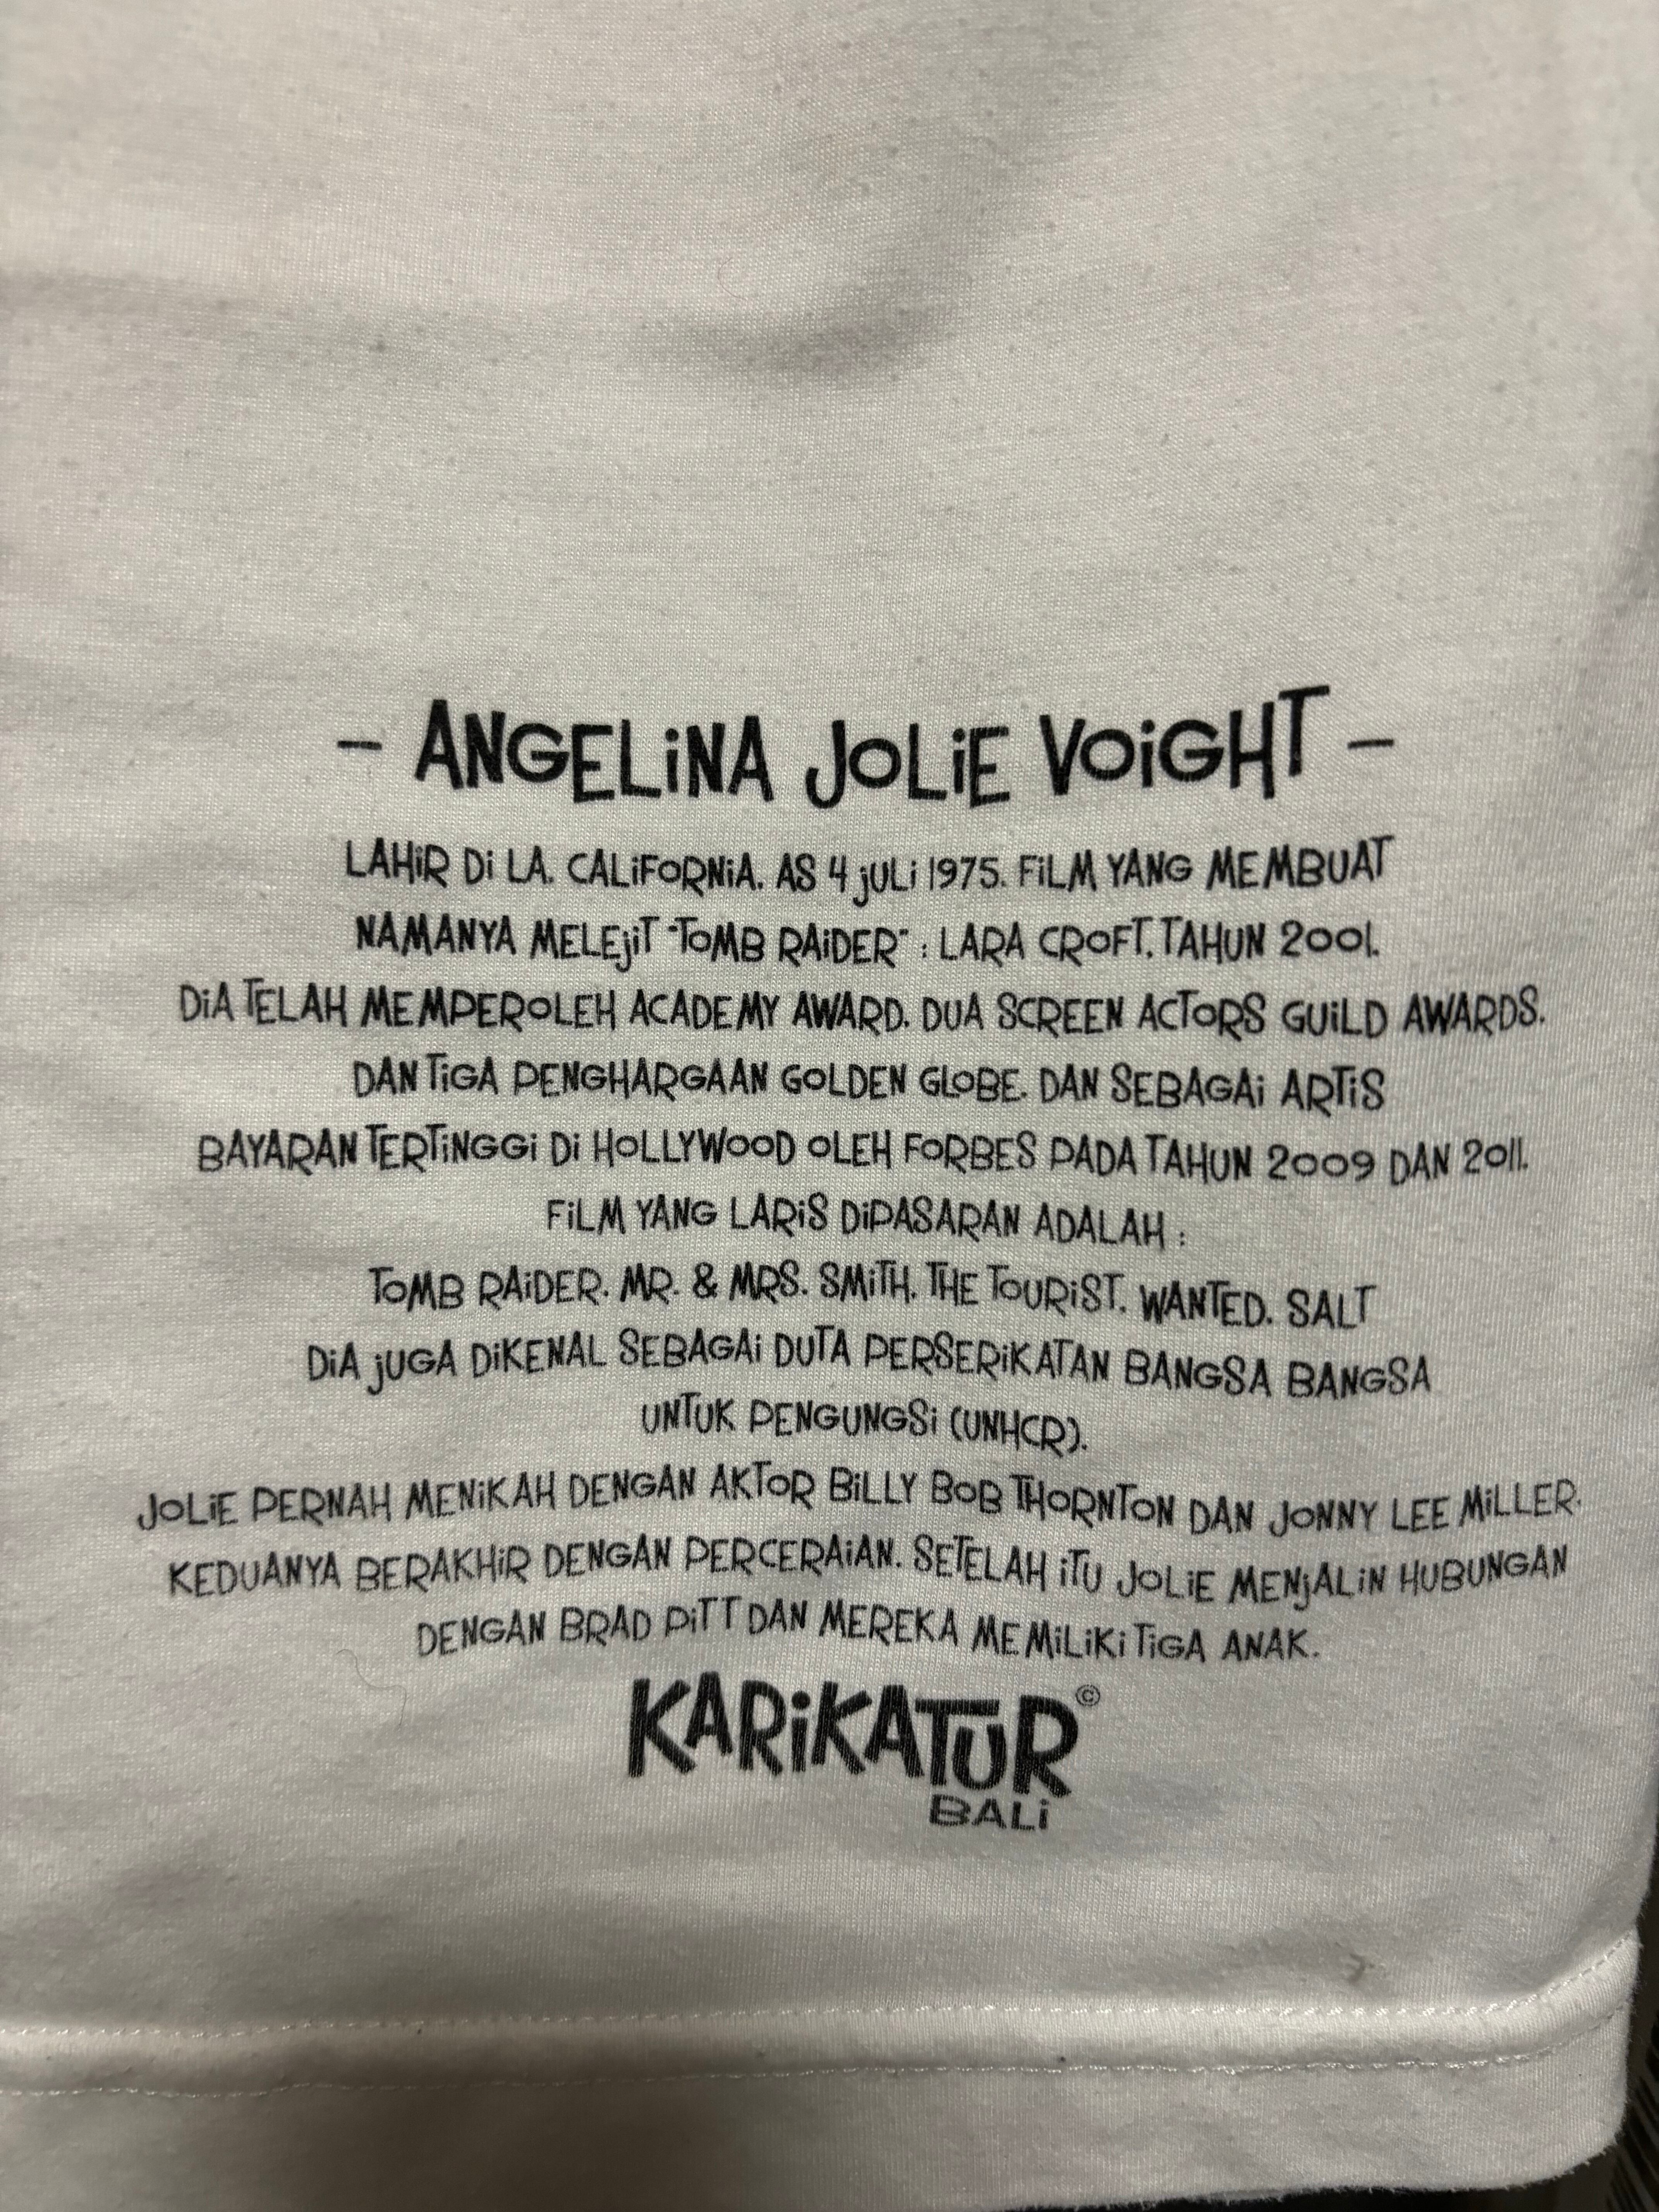 - ANGELiNA JOLiE VOiGHT -
LAHiR Di LA. CALiFORNiA. AS 4 jULi 1975. FiLM YANG MEMBUAT
NAMANYA MELEjiT "TOMB RAiDER" : LARA CROFT. TAHUN 2001.
DiA TELAH MEMPEROLEH ACADEMY AWARD. DUA SCREEN ACTORS GUiLD AWARDS.
DAN TiGA PENGHARGAAN GOLDEN GLOBE. DAN SEBAGAi ARTiS
BAYARAN TERTiNGGi Di HOLLYWOOD OLEH FORBES PADA TAHUN 2009 DAN 2011.
FiLM YANG LARiS DiPASARAN ADALAH :
TOMB RAiDER. MR. & MRS. SMiTH. THE TOURiST. WANTED. SALT
DiA jUGA DiKENAL SEBAGAi DUTA PERSERiKATAN BANGSA BANGSA
UNTUK PENGUNGSi (UNHCR).
JOLiE PERNAH MENiKAH DENGAN AKTOR BiLLY BOB THORNTON DAN JONNY LEE MiLLER.
KEDUANYA BERAKHiR DENGAN PERCERAiAN. SETELAH iTU JOLiE MENjALiN HUBUNGAN
DENGAN BRAD PiTT DAN MEREKA MEMiLiKi TiGA ANAK.
KARiKATUR©
BALi